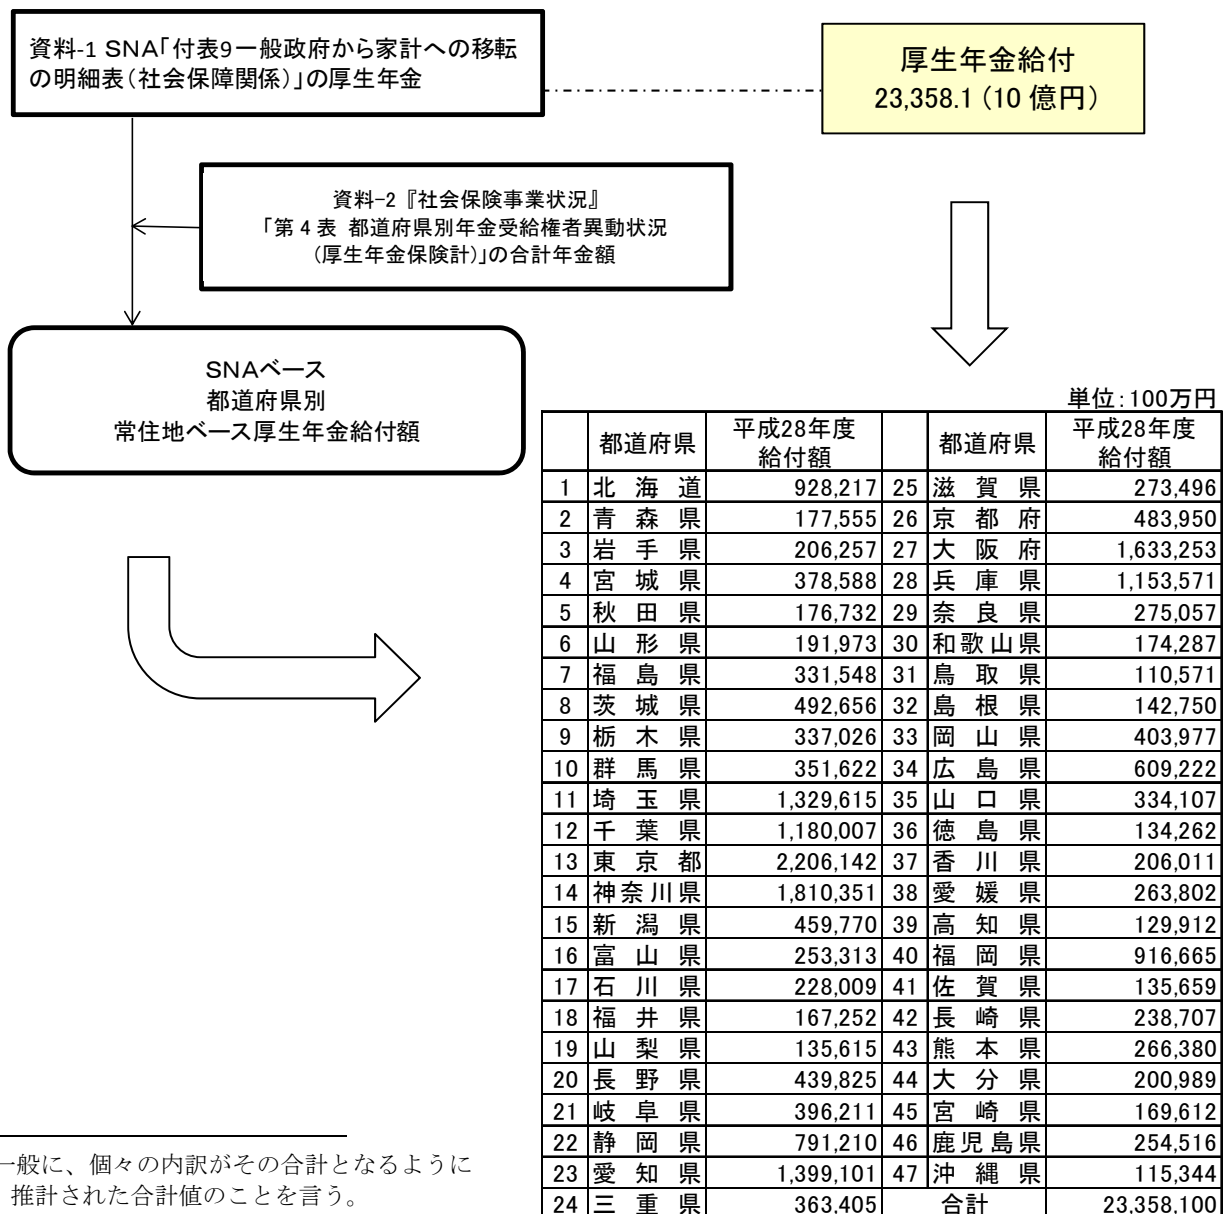 資料-1 SNA「付表9一般政府から家計への移転
の明細表（社会保障関係）」の厚生年金
厚生年金給付
23,358.1（10 億円）
資料-2『社会保険事業状況』
「第 4 表 都道府県別年金受給権者異動状況
（厚生年金保険計）」の合計年金額
SNAベース
都道府県別
常住地ベース厚生年金給付額
単位：100万円
都道府県 平成28年度 給付額 都道府県 平成28年度 給付額
1 北海道 928,217 25 滋賀県 273,496
2 青森県 177,555 26 京都府 483,950
3 岩手県 206,257 27 大阪府 1,633,253
4 宮城県 378,588 28 兵庫県 1,153,571
5 秋田県 176,732 29 奈良県 275,057
6 山形県 191,973 30 和歌山県 174,287
7 福島県 331,548 31 鳥取県 110,571
8 茨城県 492,656 32 島根県 142,750
9 栃木県 337,026 33 岡山県 403,977
10 群馬県 351,622 34 広島県 609,222
11 埼玉県 1,329,615 35 山口県 334,107
12 千葉県 1,180,007 36 徳島県 134,262
13 東京都 2,206,142 37 香川県 206,011
14 神奈川県 1,810,351 38 愛媛県 263,802
15 新潟県 459,770 39 高知県 129,912
16 富山県 253,313 40 福岡県 916,665
17 石川県 228,009 41 佐賀県 135,659
18 福井県 167,252 42 長崎県 238,707
19 山梨県 135,615 43 熊本県 266,380
20 長野県 439,825 44 大分県 200,989
21 岐阜県 396,211 45 宮崎県 169,612
22 静岡県 791,210 46 鹿児島県 254,516
23 愛知県 1,399,101 47 沖縄県 115,344
24 三重県 363,405 合計 23,358,100
一般に、個々の内訳がその合計となるように
推計された合計値のことを言う。